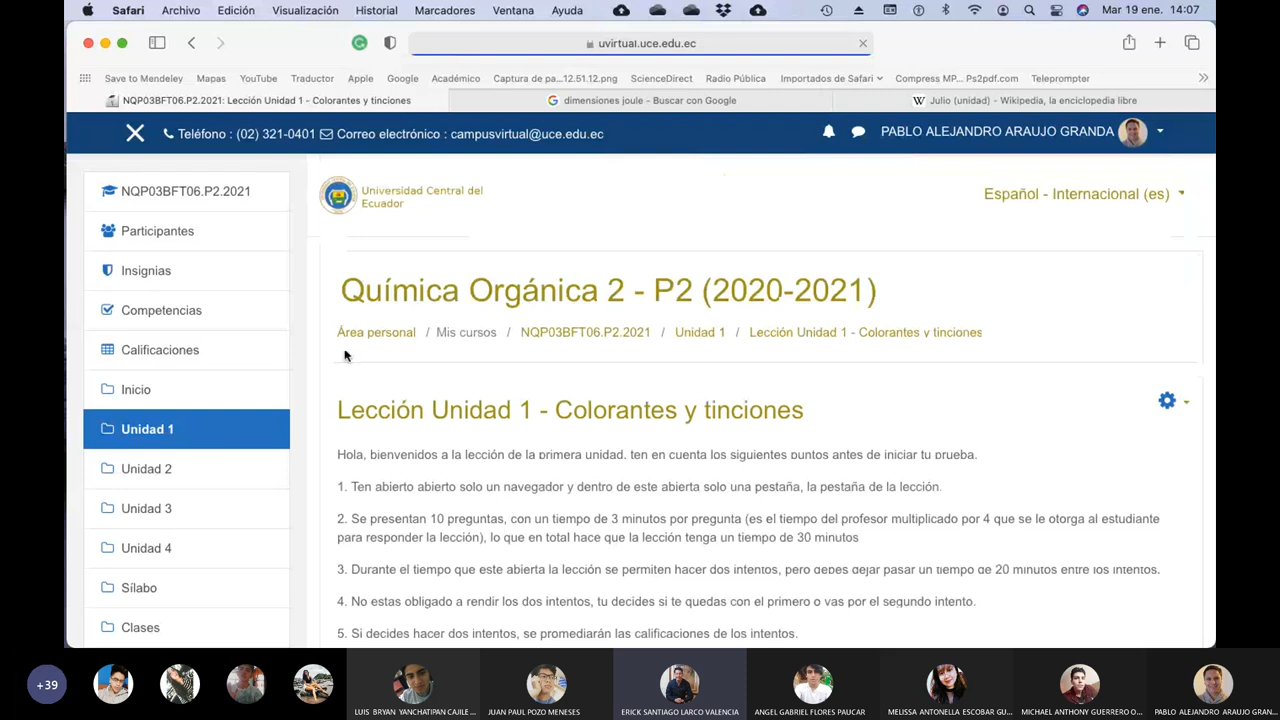 Safari Archivo Edición Visualización Historial Marcadores Ventana Ayuda Mar 19 ene. 14:07
uvirtual.uce.edu.ec
Save to Mendeley Mapas YouTube Traductor Apple Google Académico Captura de pa...12.51.12.png ScienceDirect Radio Pública Importados de Safari Compress MP... Ps2pdf.com Teleprompter
NQP03BFT06.P2.2021: Lección Unidad 1 - Colorantes y tinciones dimensiones joule - Buscar con Google Julio (unidad) - Wikipedia, la enciclopedia libre
Teléfono : (02) 321-0401 Correo electrónico : campusvirtual@uce.edu.ec PABLO ALEJANDRO ARAUJO GRANDA
NQP03BFT06.P2.2021
Participantes
Insignias
Competencias
Calificaciones
Inicio
Unidad 1
Unidad 2
Unidad 3
Unidad 4
Sílabo
Clases
Universidad Central del
Ecuador
Español - Internacional (es)
Química Orgánica 2 - P2 (2020-2021)
Área personal / Mis cursos / NQP03BFT06.P2.2021 / Unidad 1 / Lección Unidad 1 - Colorantes y tinciones
Lección Unidad 1 - Colorantes y tinciones
Hola, bienvenidos a la lección de la primera unidad. ten en cuenta los siguientes puntos antes de iniciar tu prueba.
1. Ten abierto abierto solo un navegador y dentro de este abierta solo una pestaña, la pestaña de la lección.
2. Se presentan 10 preguntas, con un tiempo de 3 minutos por pregunta (es el tiempo del profesor multiplicado por 4 que se le otorga al estudiante
para responder la lección), lo que en total hace que la lección tenga un tiempo de 30 minutos
3. Durante el tiempo que este abierta la lección se permiten hacer dos intentos, pero debes dejar pasar un tiempo de 20 minutos entre los intentos.
4. No estas obligado a rendir los dos intentos, tu decides si te quedas con el primero o vas por el segundo intento.
5. Si decides hacer dos intentos, se promediarán las calificaciones de los intentos.
+39
LUIS BRYAN YANCHATIPAN CAJILE ... JUAN PAUL POZO MENESES ERICK SANTIAGO LARCO VALENCIA ANGEL GABRIEL FLORES PAUCAR MELISSA ANTONELLA ESCOBAR GU... MICHAEL ANTHONY GUERRERO O... PABLO ALEJANDRO ARAUJO GRAN...